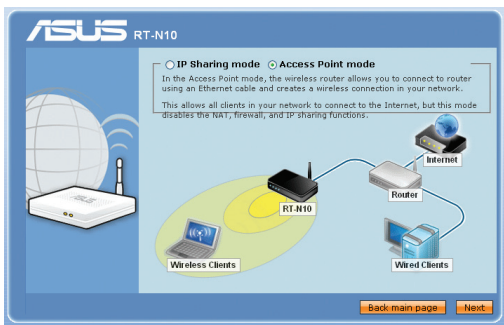 ASUS RT-N10
IP Sharing mode Access Point mode
In the Access Point mode, the wireless router allows you to connect to router
using an Ethernet cable and creates a wireless connection in your network.
This allows all clients in your network to connect to the Internet, but this mode
disables the NAT, firewall, and IP sharing functions.
Internet
Router
RT-N10
Wireless Clients
Wired Clients
Back main page Next